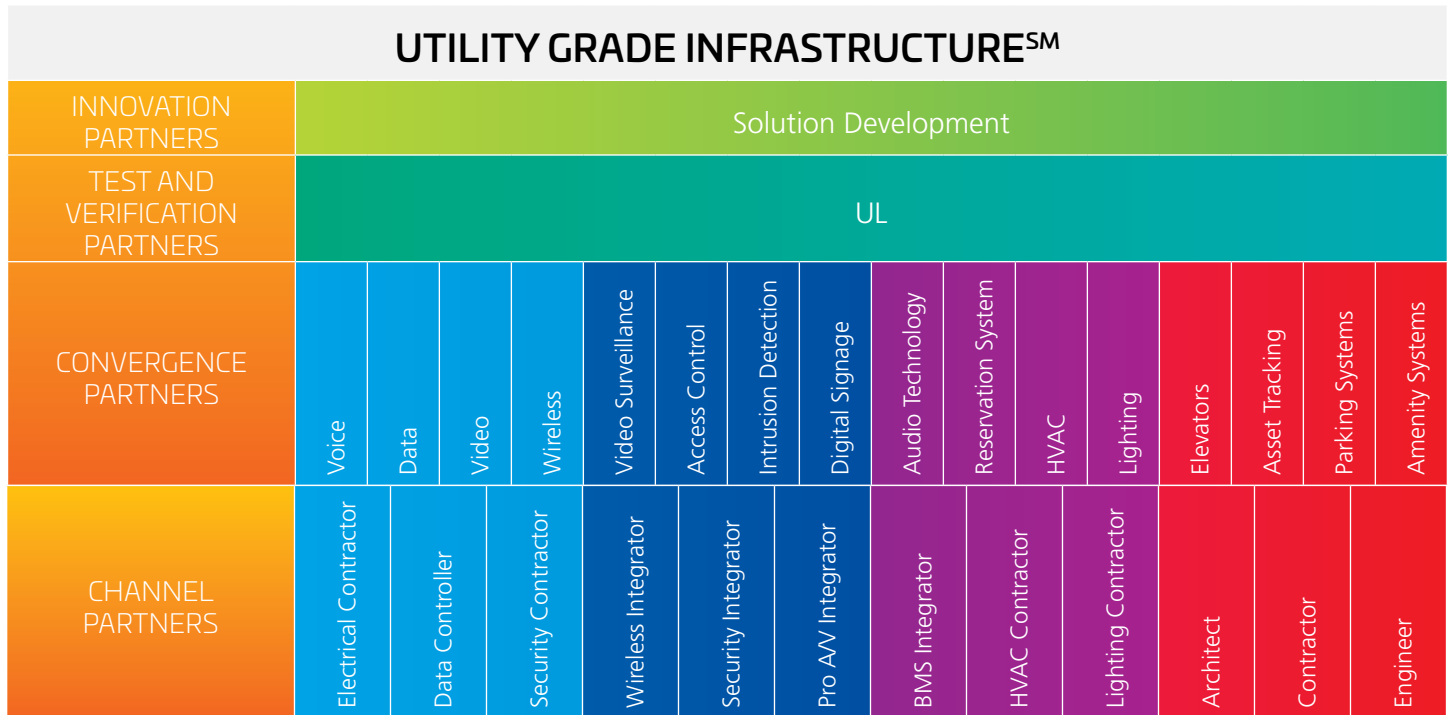 UTILITY GRADE INFRASTRUCTURE℠
INNOVATION
PARTNERS
Solution Development
TEST AND
VERIFICATION
PARTNERS
UL
CONVERGENCE
PARTNERS
Voice
Data
Video
Wireless
Video Surveillance
Access Control
Intrusion Detection
Digital Signage
Audio Technology
Reservation System
HVAC
Lighting
Elevators
Asset Tracking
Parking Systems
Amenity Systems
CHANNEL
PARTNERS
Electrical Contractor
Data Controller
Security Contractor
Wireless Integrator
Security Integrator
Pro A/V Integrator
BMS Integrator
HVAC Contractor
Lighting Contractor
Architect
Contractor
Engineer